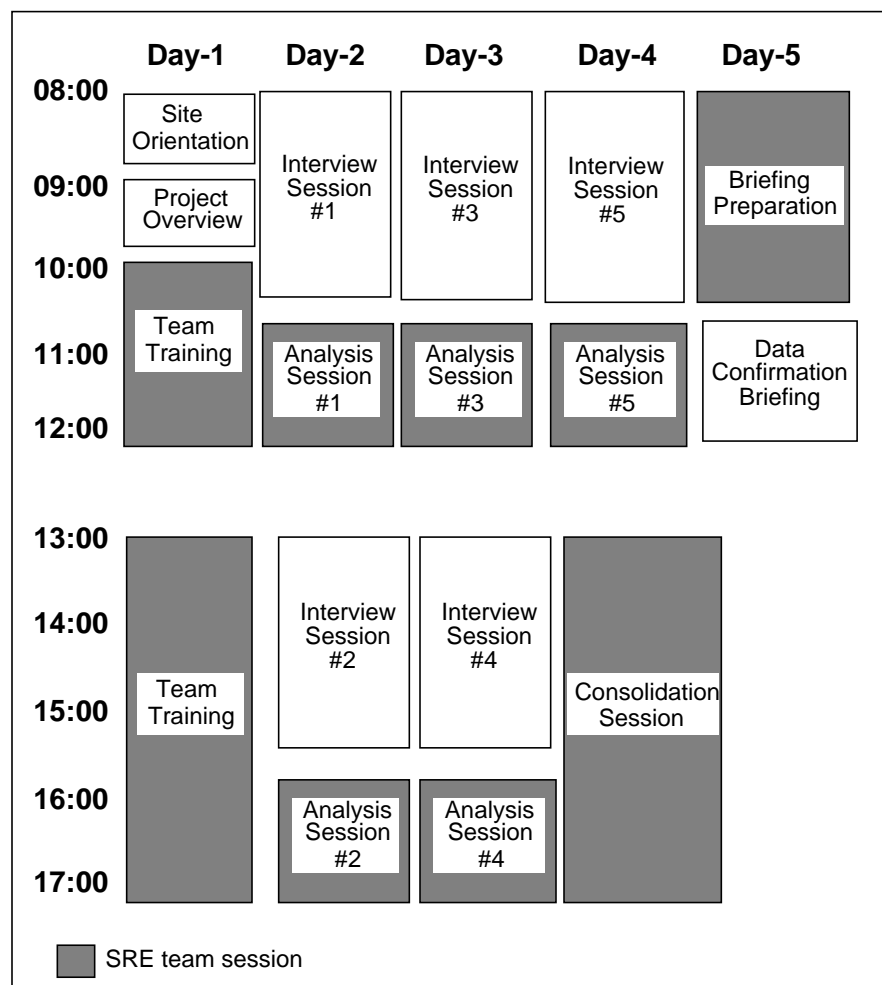 Day-1
Day-2
Day-3
Day-4
Day-5
08:00
Site
Orientation
Interview
Session
#1
Interview
Session
#3
Interview
Session
#5
Briefing
Preparation
09:00
Project
Overview
10:00
Team
Training
11:00
Analysis
Session
#1
Analysis
Session
#3
Analysis
Session
#5
Data
Confirmation
Briefing
12:00
13:00
Team
Training
Interview
Session
#2
Interview
Session
#4
Consolidation
Session
14:00
15:00
16:00
Analysis
Session
#2
Analysis
Session
#4
17:00
SRE team session